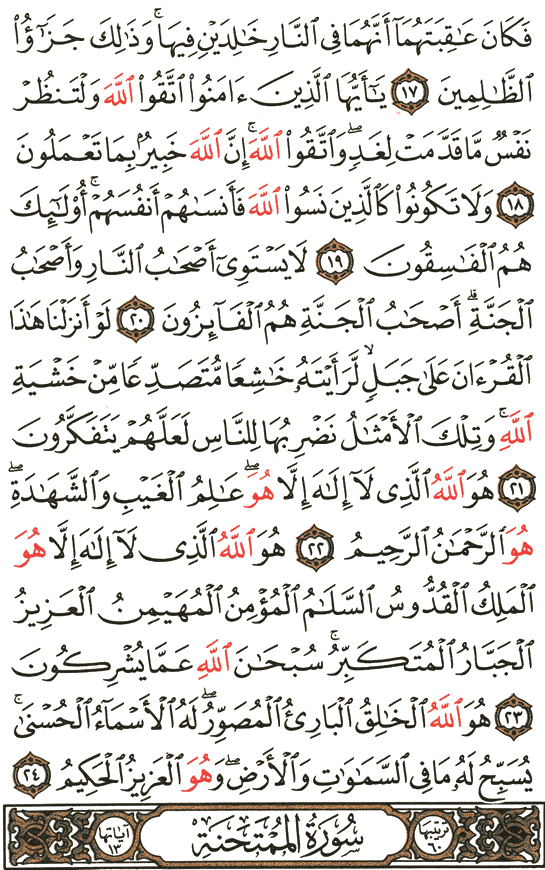 فَكَانَ عَٰقِبَتَهُمَآ أَنَّهُمَا فِي ٱلنَّارِ خَٰلِدَيْنِ فِيهَاۚ وَذَٰلِكَ جَزَٰٓؤُاْ
ٱلظَّٰلِمِينَ ١٧ يَٰٓأَيُّهَا ٱلَّذِينَ ءَامَنُواْ ٱتَّقُواْ ٱللَّهَ وَلْتَنظُرْ
نَفْسٌ مَّا قَدَّمَتْ لِغَدٖۖ وَٱتَّقُواْ ٱللَّهَۚ إِنَّ ٱللَّهَ خَبِيرُۢ بِمَا تَعْمَلُونَ
١٨ وَلَا تَكُونُواْ كَٱلَّذِينَ نَسُواْ ٱللَّهَ فَأَنسَىٰهُمْ أَنفُسَهُمْۚ أُوْلَٰٓئِكَ
هُمُ ٱلْفَٰسِقُونَ ١٩ لَا يَسْتَوِيٓ أَصْحَٰبُ ٱلنَّارِ وَأَصْحَٰبُ
ٱلْجَنَّةِۚ أَصْحَٰبُ ٱلْجَنَّةِ هُمُ ٱلْفَآئِزُونَ ٢٠ لَوْ أَنزَلْنَا هَٰذَا
ٱلْقُرْءَانَ عَلَىٰ جَبَلٖ لَّرَأَيْتَهُۥ خَٰشِعٗا مُّتَصَدِّعٗا مِّنْ خَشْيَةِ
ٱللَّهِۚ وَتِلْكَ ٱلْأَمْثَٰلُ نَضْرِبُهَا لِلنَّاسِ لَعَلَّهُمْ يَتَفَكَّرُونَ
٢١ هُوَ ٱللَّهُ ٱلَّذِي لَآ إِلَٰهَ إِلَّا هُوَۖ عَٰلِمُ ٱلْغَيْبِ وَٱلشَّهَٰدَةِۖ
هُوَ ٱلرَّحْمَٰنُ ٱلرَّحِيمُ ٢٢ هُوَ ٱللَّهُ ٱلَّذِي لَآ إِلَٰهَ إِلَّا هُوَ
ٱلْمَلِكُ ٱلْقُدُّوسُ ٱلسَّلَٰمُ ٱلْمُؤْمِنُ ٱلْمُهَيْمِنُ ٱلْعَزِيزُ
ٱلْجَبَّارُ ٱلْمُتَكَبِّرُۚ سُبْحَٰنَ ٱللَّهِ عَمَّا يُشْرِكُونَ
٢٣ هُوَ ٱللَّهُ ٱلْخَٰلِقُ ٱلْبَارِئُ ٱلْمُصَوِّرُۖ لَهُ ٱلْأَسْمَآءُ ٱلْحُسْنَىٰۚ
يُسَبِّحُ لَهُۥ مَا فِي ٱلسَّمَٰوَٰتِ وَٱلْأَرْضِۖ وَهُوَ ٱلْعَزِيزُ ٱلْحَكِيمُ ٢٤
ترتيبها ٦٠ سُورَةُ الْمُمْتَحَنَةِ آياتها ١٣